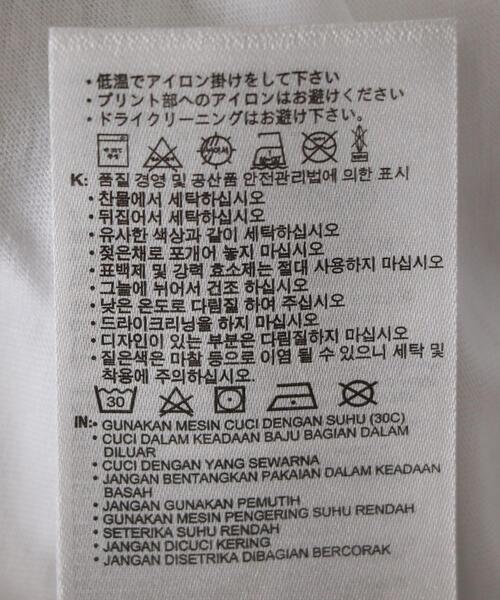 ・低温でアイロン掛けをして下さい
・プリント部へのアイロンはお避けください
・ドライクリーニングはお避け下さい。
K: 품질 경영 및 공산품 안전관리법에 의한 표시
・찬물에서 세탁하십시오
・뒤집어서 세탁하십시오
・유사한 색상과 같이 세탁하십시오
・젖은채로 포개어 놓지 마십시오
・표백제 및 강력 효소제는 절대 사용하지 마십시오
・그늘에 뉘어서 건조 하십시오
・낮은 온도로 다림질 하여 주십시오
・드라이크리닝을 하지 마십시오
・디자인이 있는 부분은 다림질하지 마십시오
・짙은색은 마찰 등으로 이염 될 수 있으니 세탁 및
착용에 주의하십시오.
30
IN:• GUNAKAN MESIN CUCI DENGAN SUHU (30C)
• CUCI DALAM KEADAAN BAJU BAGIAN DALAM
DILUAR
• CUCI DENGAN YANG SEWARNA
• JANGAN BENTANGKAN PAKAIAN DALAM KEADAAN
BASAH
• JANGAN GUNAKAN PEMUTIH
• GUNAKAN MESIN PENGERING SUHU RENDAH
• SETERIKA SUHU RENDAH
• JANGAN DICUCI KERING
• JANGAN DISETRIKA DIBAGIAN BERCORAK